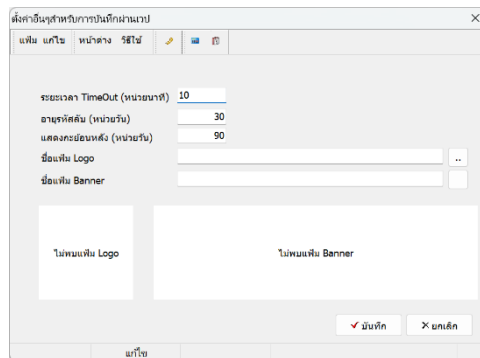 ตั้งค่าอื่นๆสำหรับการบันทึกผ่านเวป
แฟ้ม แก้ไข หน้าต่าง วิธีใช้
ระยะเวลา TimeOut (หน่วยนาที) 10
อายุรหัสลับ (หน่วยวัน) 30
แสดงกะย้อนหลัง (หน่วยวัน) 90
ชื่อแฟ้ม Logo ..
ชื่อแฟ้ม Banner
ไม่พบแฟ้ม Logo ไม่พบแฟ้ม Banner
บันทึก ยกเลิก
แก้ไข